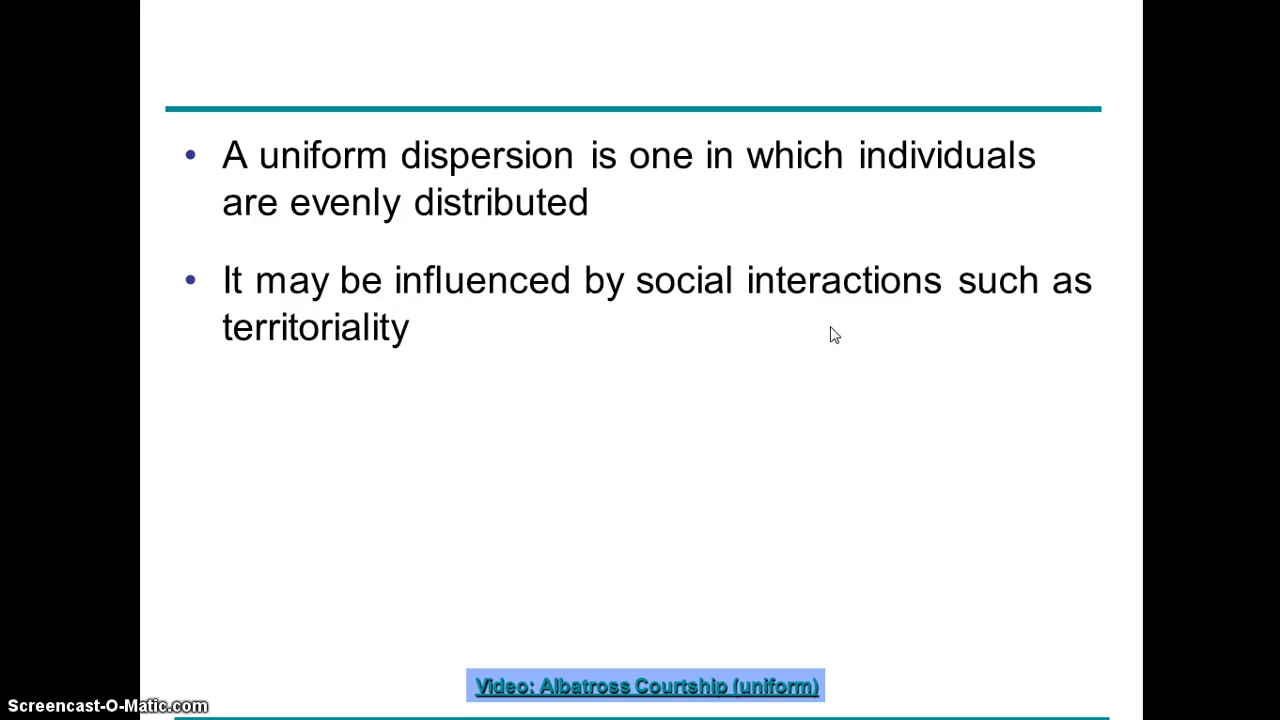 • A uniform dispersion is one in which individuals
are evenly distributed
• It may be influenced by social interactions such as
territoriality
Video: Albatross Courtship (uniform)
Screencast-O-Matic.com